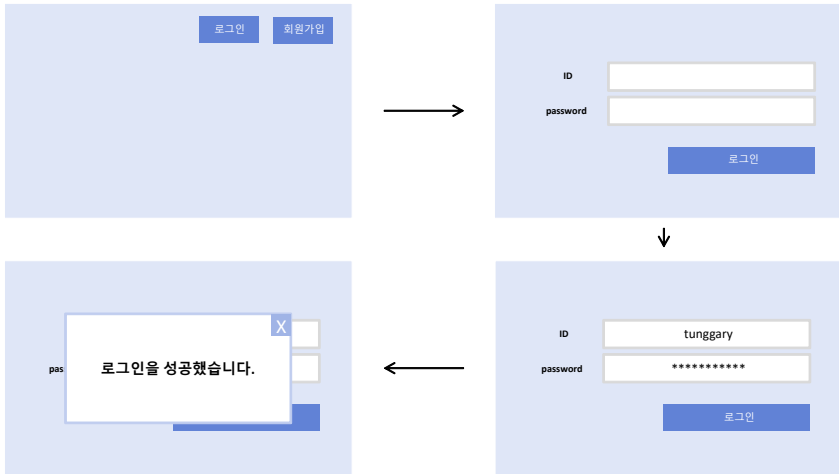 로그인 회원가입
ID
password
로그인
ID tunggary
password ***********
로그인
X
pas
로그인을 성공했습니다.